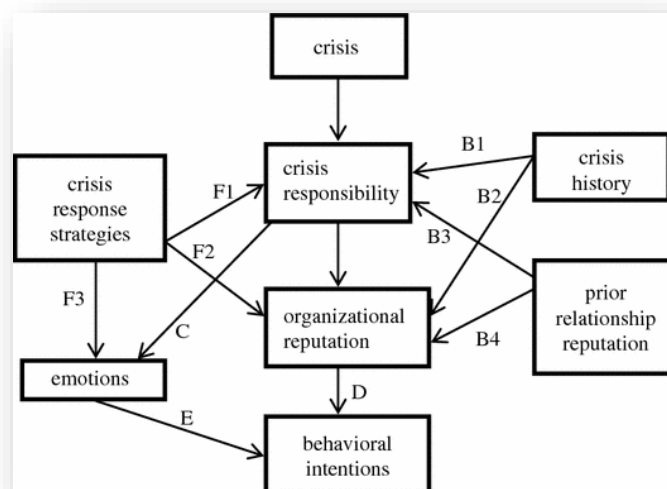 crisis
crisis
responsibility
B1
crisis
history
crisis
response
strategies
F1
B2
F2
B3
F3
C
organizational
reputation
prior
relationship
reputation
B4
emotions
D
E
behavioral
intentions